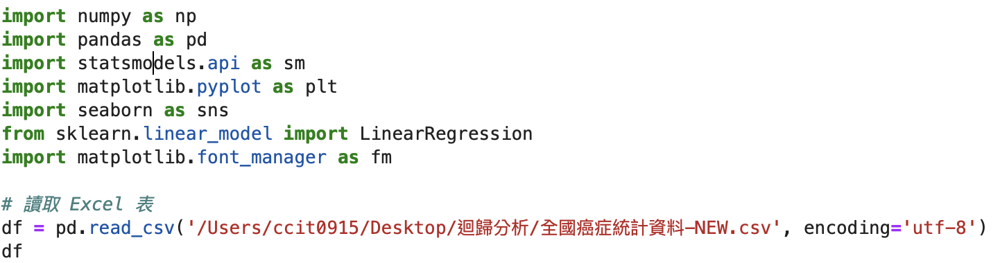 import numpy as np
import pandas as pd
import statsmodels.api as sm
import matplotlib.pyplot as plt
import seaborn as sns
from sklearn.linear_model import LinearRegression
import matplotlib.font_manager as fm
# 讀取 Excel 表
df = pd.read_csv('/Users/ccit0915/Desktop/迴歸分析/全國癌症統計資料-NEW.csv', encoding='utf-8')
df